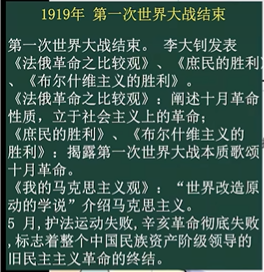 1919年 第一次世界大战结束
第一次世界大战结束。 李大钊发表
《法俄革命之比较观》、《庶民的胜利》
、《布尔什维主义的胜利》。
《法俄革命之比较观》：阐述十月革命
性质，立于社会主义上的革命；
《庶民的胜利》、《布尔什维主义的
胜利》：揭露第一次世界大战本质歌颂
十月革命。
《我的马克思主义观》：“世界改造原
动的学说”介绍马克思主义。
5 月,护法运动失败,辛亥革命彻底失败
,标志着整个中国民族资产阶级领导的
旧民主主义革命的终结。